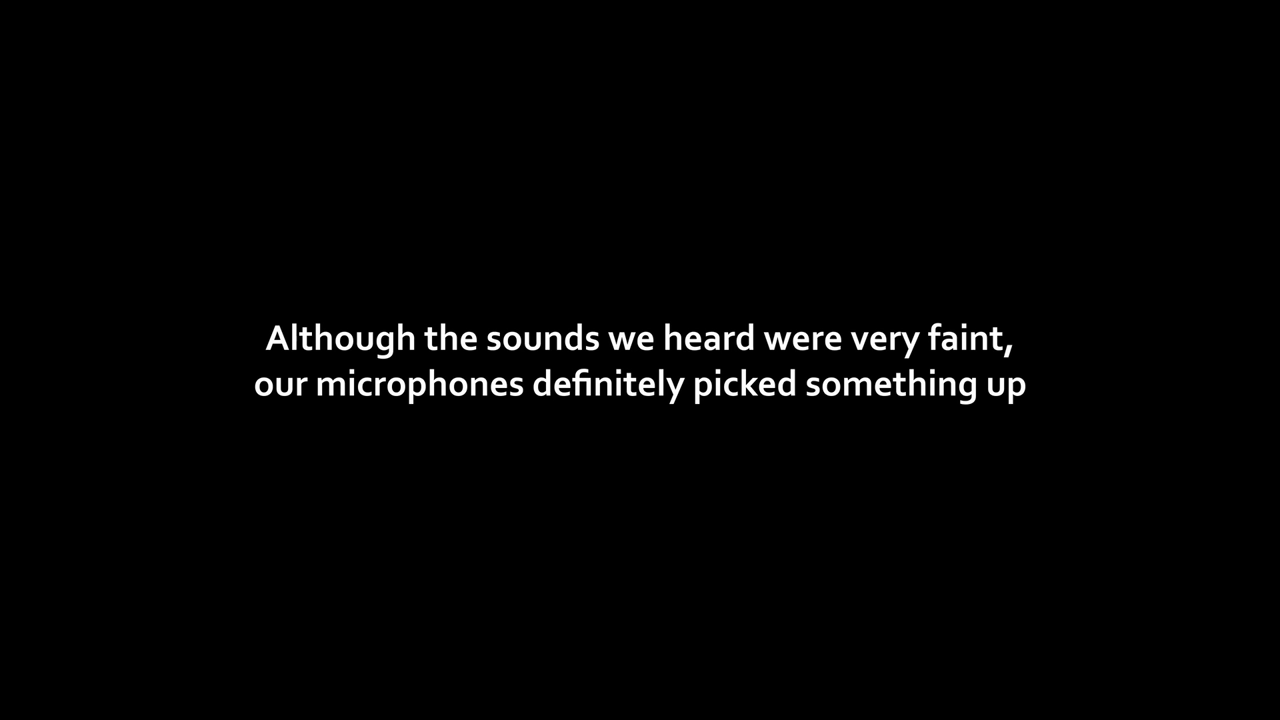 Although the sounds we heard were very faint,
our microphones definitely picked something up